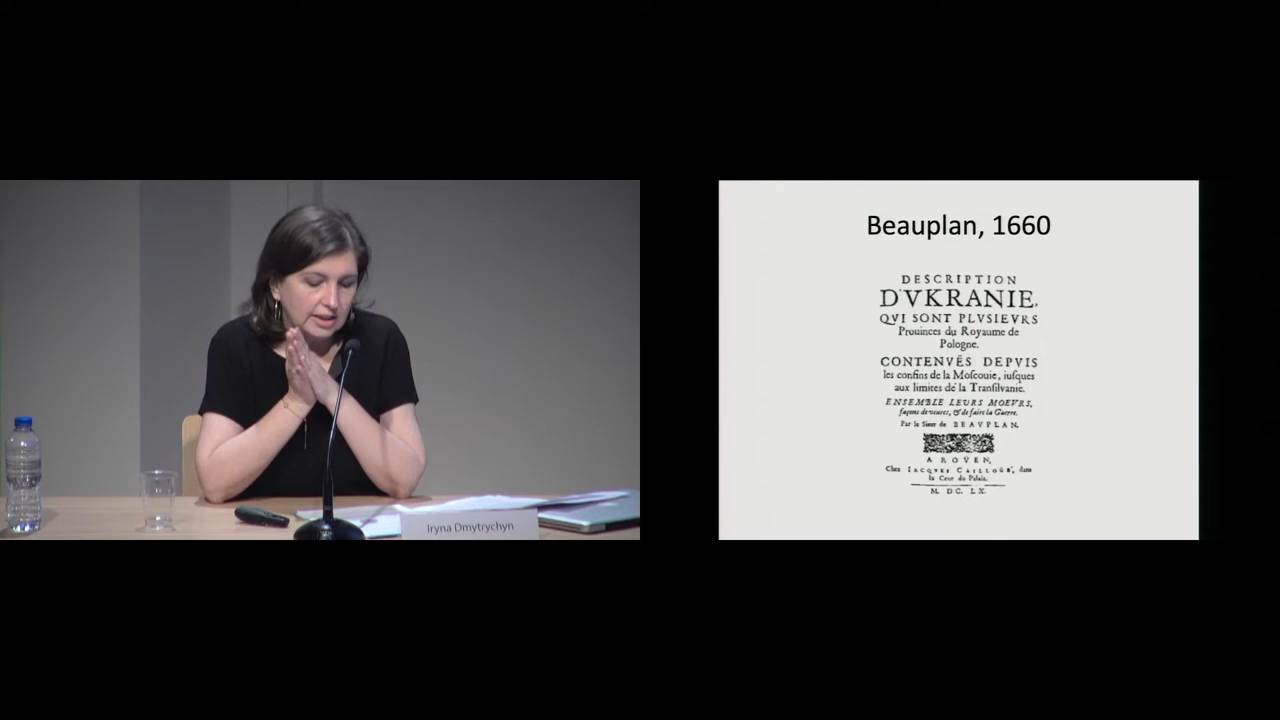 Iryna Dmytrychyn
Beauplan, 1660
DESCRIPTION
D'VKRANIE,
QVI SONT PLVSIEVRS
Prouinces du Royaume de
Pologne.
CONTENVËS DEPVIS
les confins de la Moscouie, iusques
aux limites de la Transilvanie.
ENSEMBLE LEURS MOEVRS,
façons de viures, & de faire la Guerre.
Par le Sieur de BEAVPLAN.
A ROVEN,
Chez IACQVES CAILLOÜÉ, dans
la Cour du Palais.
M. DC. LX.